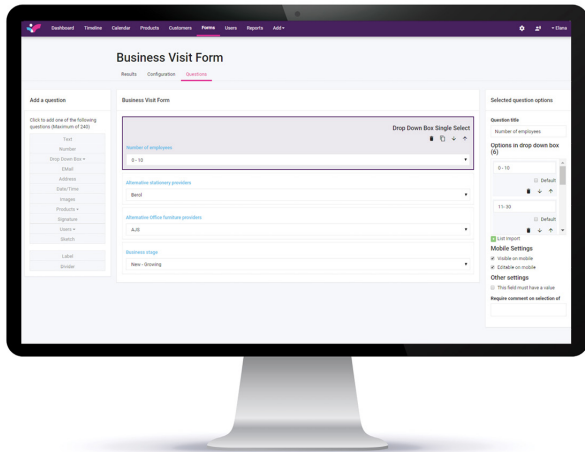 Dashboard Timeline Calendar Products Customers Forms Users Reports Add
Elena
Business Visit Form
Results Configuration Questions
Add a question
Click to add one of the following
questions (Maximum of 240)
Text
Number
Drop Down Box
EMail
Address
Date/Time
Images
Products
Signature
Users
Sketch
Label
divider
Business Visit Form
Drop Down Box Single Select
Number of employees
0 - 10
Alternative stationery providers
Berol
Alternative Office furniture providers
AJS
Business stage
New - Growing
Selected question options
Question title
Number of employees
Options in drop down box
(6)
0 - 10
Default
11- 30
Default
List Import
Mobile Settings
Visible on mobile
Editable on mobile
Other settings
This field must have a value
Require comment on selection of